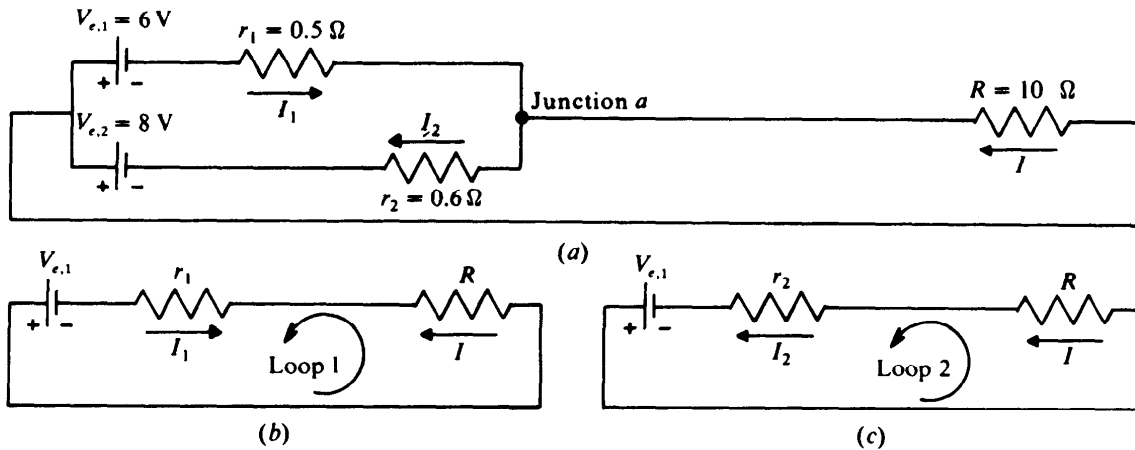 V_{e,1} = 6 V
r_1 = 0.5 Ω
+ −
I_1
Junction a
R = 10 Ω
V_{e,2} = 8 V
I_2
I
+ −
r_2 = 0.6 Ω
(a)
V_{e,1}
r_1
R
+ −
I_1
I
Loop 1
(b)
V_{e,1}
r_2
R
+ −
I_2
I
Loop 2
(c)